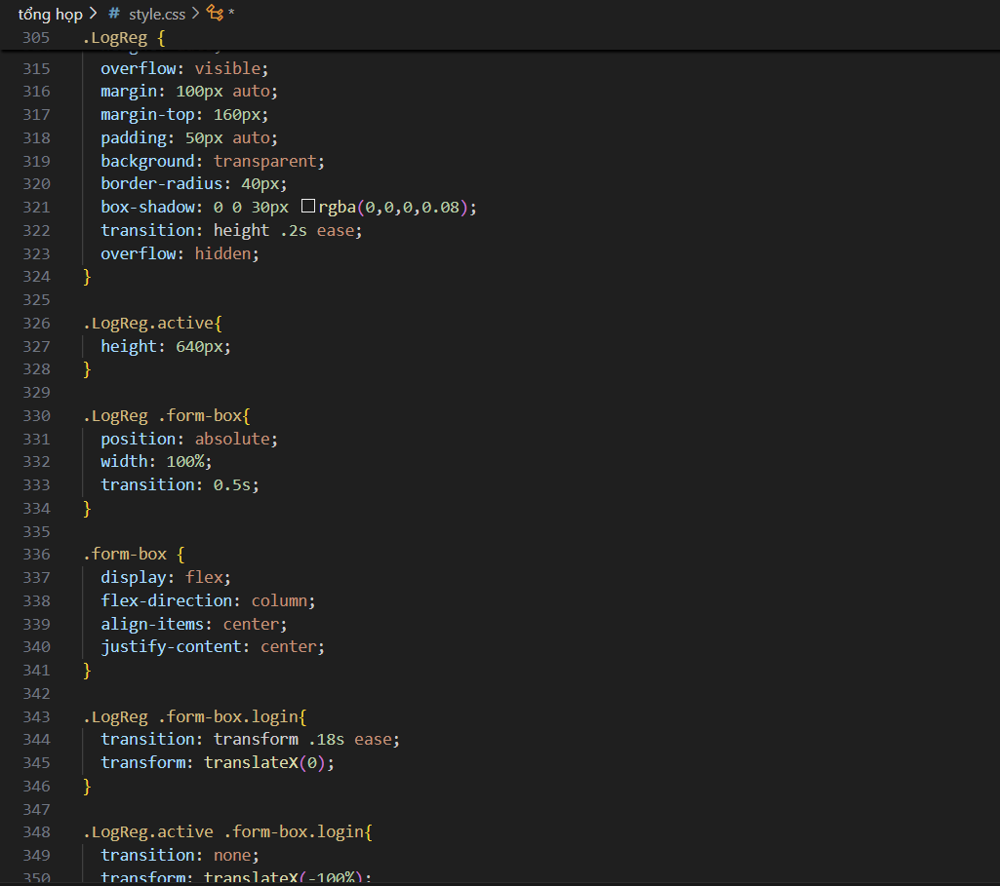 tổng họp > # style.css > *
305 .LogReg {
315 overflow: visible;
316 margin: 100px auto;
317 margin-top: 160px;
318 padding: 50px auto;
319 background: transparent;
320 border-radius: 40px;
321 box-shadow: 0 0 30px rgba(0,0,0,0.08);
322 transition: height .2s ease;
323 overflow: hidden;
324 }
325
326 .LogReg.active{
327 height: 640px;
328 }
329
330 .LogReg .form-box{
331 position: absolute;
332 width: 100%;
333 transition: 0.5s;
334 }
335
336 .form-box {
337 display: flex;
338 flex-direction: column;
339 align-items: center;
340 justify-content: center;
341 }
342
343 .LogReg .form-box.login{
344 transition: transform .18s ease;
345 transform: translateX(0);
346 }
347
348 .LogReg.active .form-box.login{
349 transition: none;
350 transform: translateX(-100%);